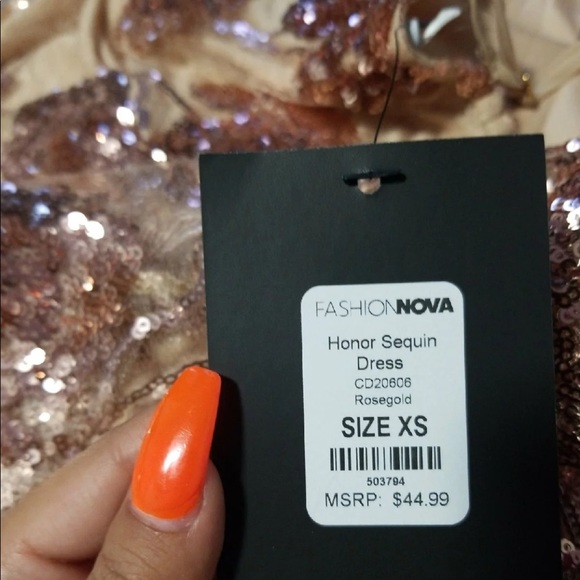 FASHIONNOVA
Honor Sequin
Dress
CD20606
Rosegold
SIZE XS
503794
MSRP: $44.99